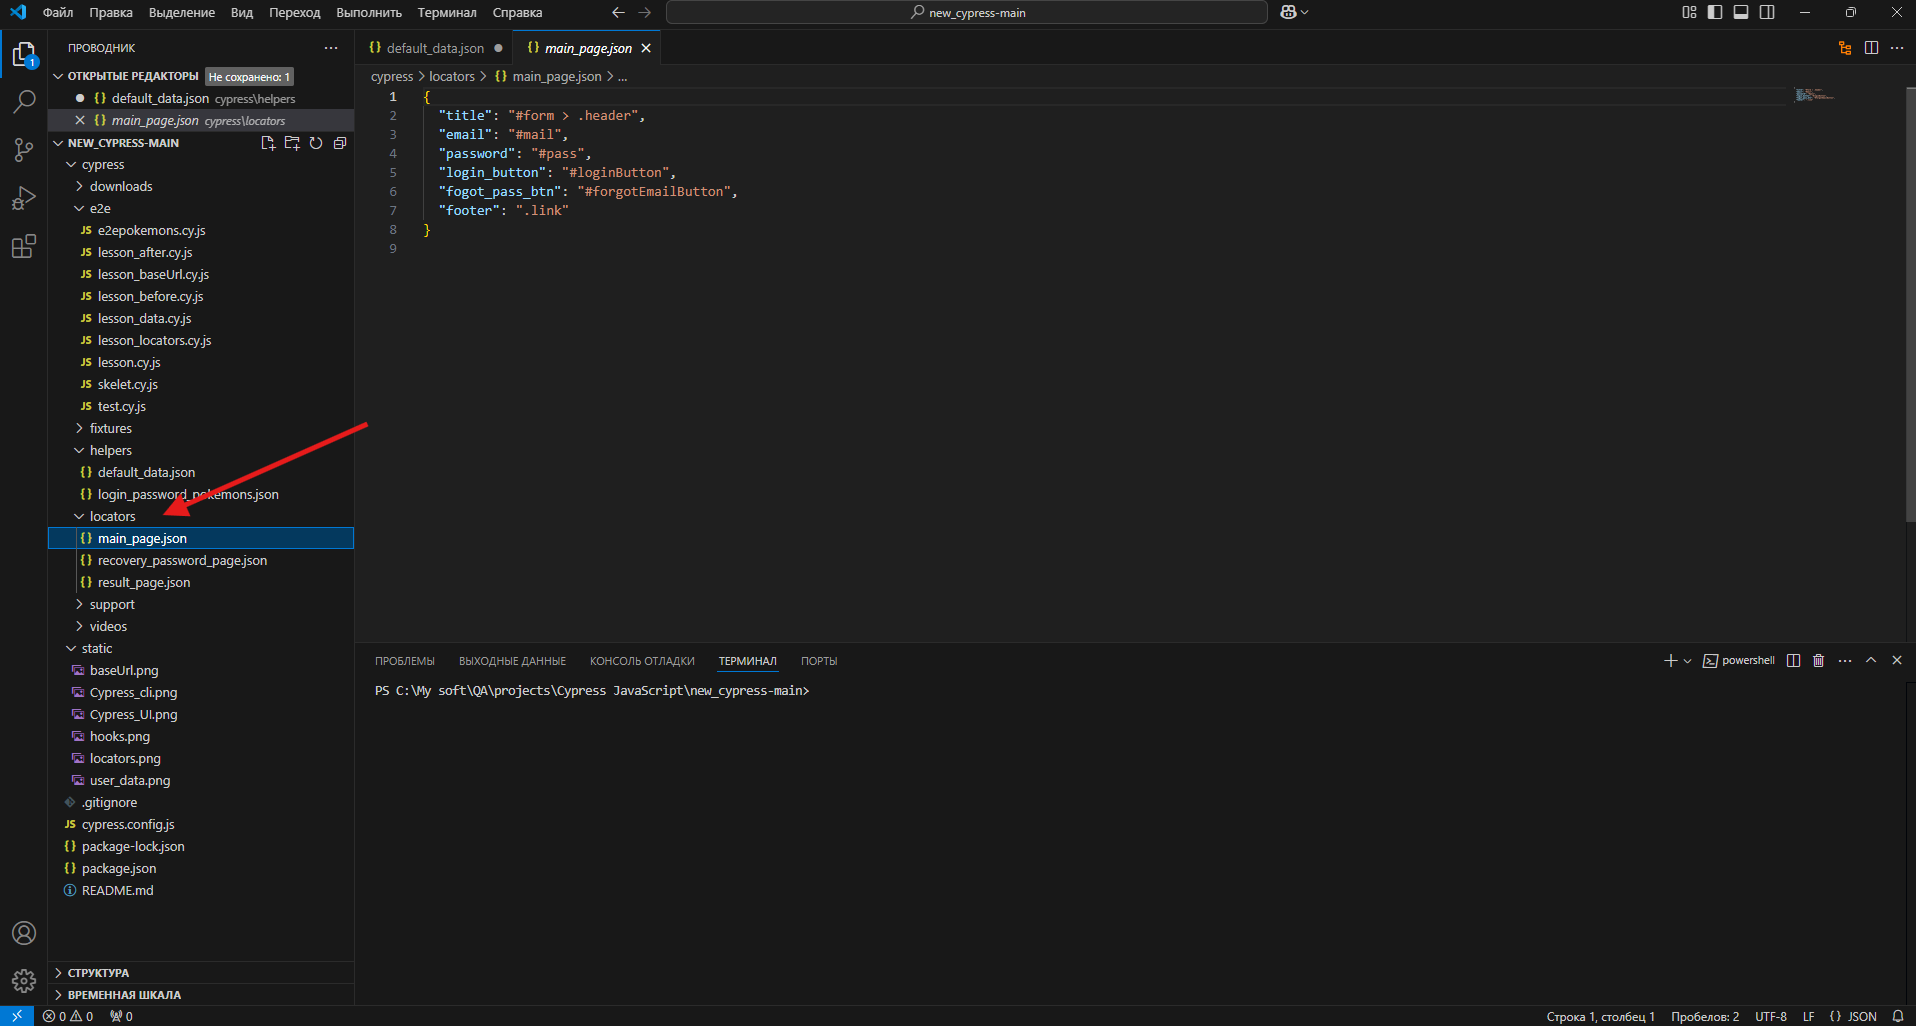 Файл Правка Выделение Вид Переход Выполнить Терминал Справка
new_cypress-main
ПРОВОДНИК
ОТКРЫТЫЕ РЕДАКТОРЫ Не сохранено: 1
default_data.json cypress\helpers
main_page.json cypress\locators
NEW_CYPRESS-MAIN
cypress
downloads
e2e
JS e2epokemons.cy.js
JS lesson_after.cy.js
JS lesson_baseUrl.cy.js
JS lesson_before.cy.js
JS lesson_data.cy.js
JS lesson_locators.cy.js
JS lesson.cy.js
JS skelet.cy.js
JS test.cy.js
fixtures
helpers
{} default_data.json
{} login_password_pokemons.json
locators
{} main_page.json
{} recovery_password_page.json
{} result_page.json
support
videos
static
baseUrl.png
Cypress_cli.png
Cypress_UI.png
hooks.png
locators.png
user_data.png
.gitignore
JS cypress.config.js
{} package-lock.json
{} package.json
README.md
СТРУКТУРА
ВРЕМЕННАЯ ШКАЛА
{} default_data.json {} main_page.json
cypress > locators > {} main_page.json > ...
1 {
2 "title": "#form > .header",
3 "email": "#mail",
4 "password": "#pass",
5 "login_button": "#loginButton",
6 "fogot_pass_btn": "#forgotEmailButton",
7 "footer": ".link"
8 }
9
ПРОБЛЕМЫ ВЫХОДНЫЕ ДАННЫЕ КОНСОЛЬ ОТЛАДКИ ТЕРМИНАЛ ПОРТЫ
powershell
PS C:\My soft\QA\projects\Cypress JavaScript\new_cypress-main>
0 0 0
Строка 1, столбец 1 Пробелов: 2 UTF-8 LF {} JSON
1